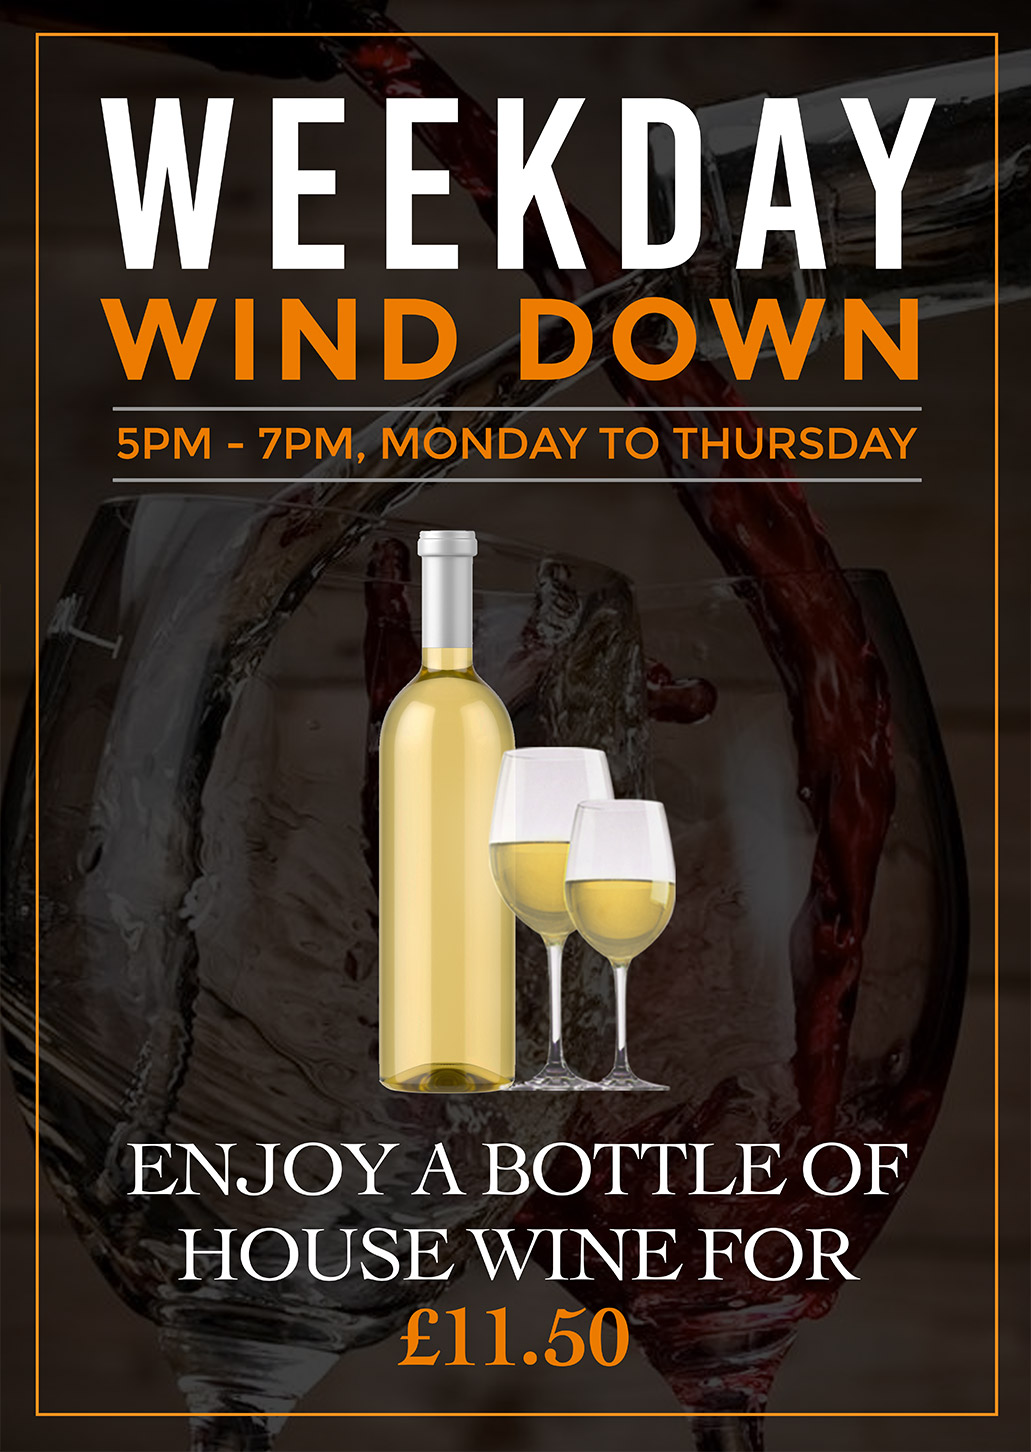 WEEKDAY
WIND DOWN
5PM - 7PM, MONDAY TO THURSDAY
ENJOY A BOTTLE OF
HOUSE WINE FOR
£11.50